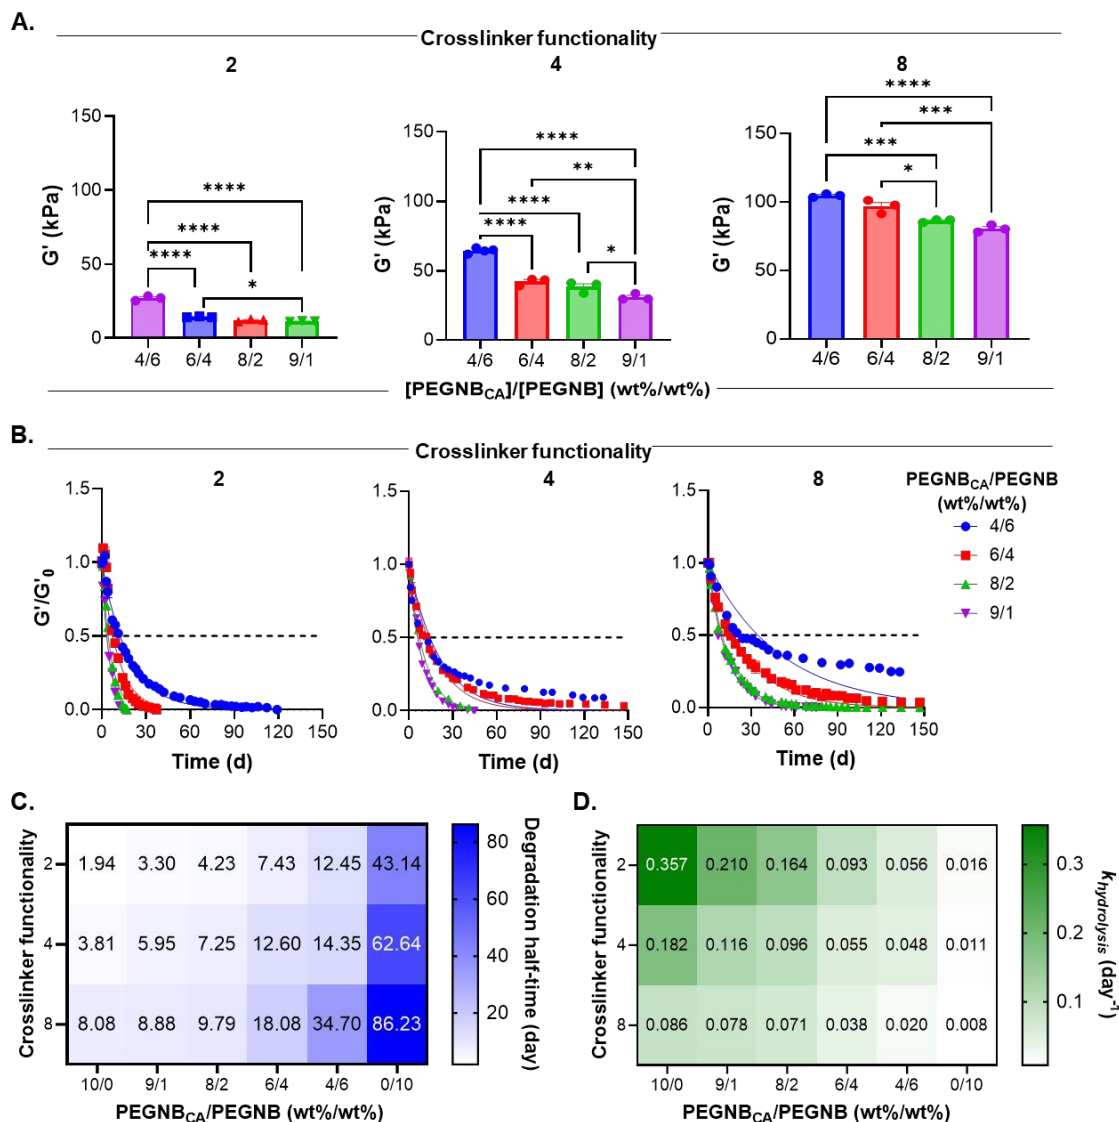 A.
Crosslinker functionality
2
4
8
G' (kPa)
150
100
50
0
****
****
****
*
4/6
6/4
8/2
9/1
G' (kPa)
150
100
50
0
****
**
****
****
*
4/6
6/4
8/2
9/1
G' (kPa)
150
100
50
0
****
***
***
*
4/6
6/4
8/2
9/1
[PEGNBCA]/[PEGNB] (wt%/wt%)
B.
Crosslinker functionality
2
4
8
G'/G'0
1.5
1.0
0.5
0.0
0 30 60 90 120 150
Time (d)
1.5
1.0
0.5
0.0
0 30 60 90 120 150
Time (d)
1.5
1.0
0.5
0.0
0 30 60 90 120 150
Time (d)
PEGNBCA/PEGNB
(wt%/wt%)
4/6
6/4
8/2
9/1
C.
Crosslinker functionality
2 1.94 3.30 4.23 7.43 12.45 43.14
4 3.81 5.95 7.25 12.60 14.35 62.64
8 8.08 8.88 9.79 18.08 34.70 86.23
10/0 9/1 8/2 6/4 4/6 0/10
PEGNBCA/PEGNB (wt%/wt%)
80
60
40
20
Degradation half-time (day)
D.
Crosslinker functionality
2 0.357 0.210 0.164 0.093 0.056 0.016
4 0.182 0.116 0.096 0.055 0.048 0.011
8 0.086 0.078 0.071 0.038 0.020 0.008
10/0 9/1 8/2 6/4 4/6 0/10
PEGNBCA/PEGNB (wt%/wt%)
0.3
0.2
0.1
khydrolysis (day-1)